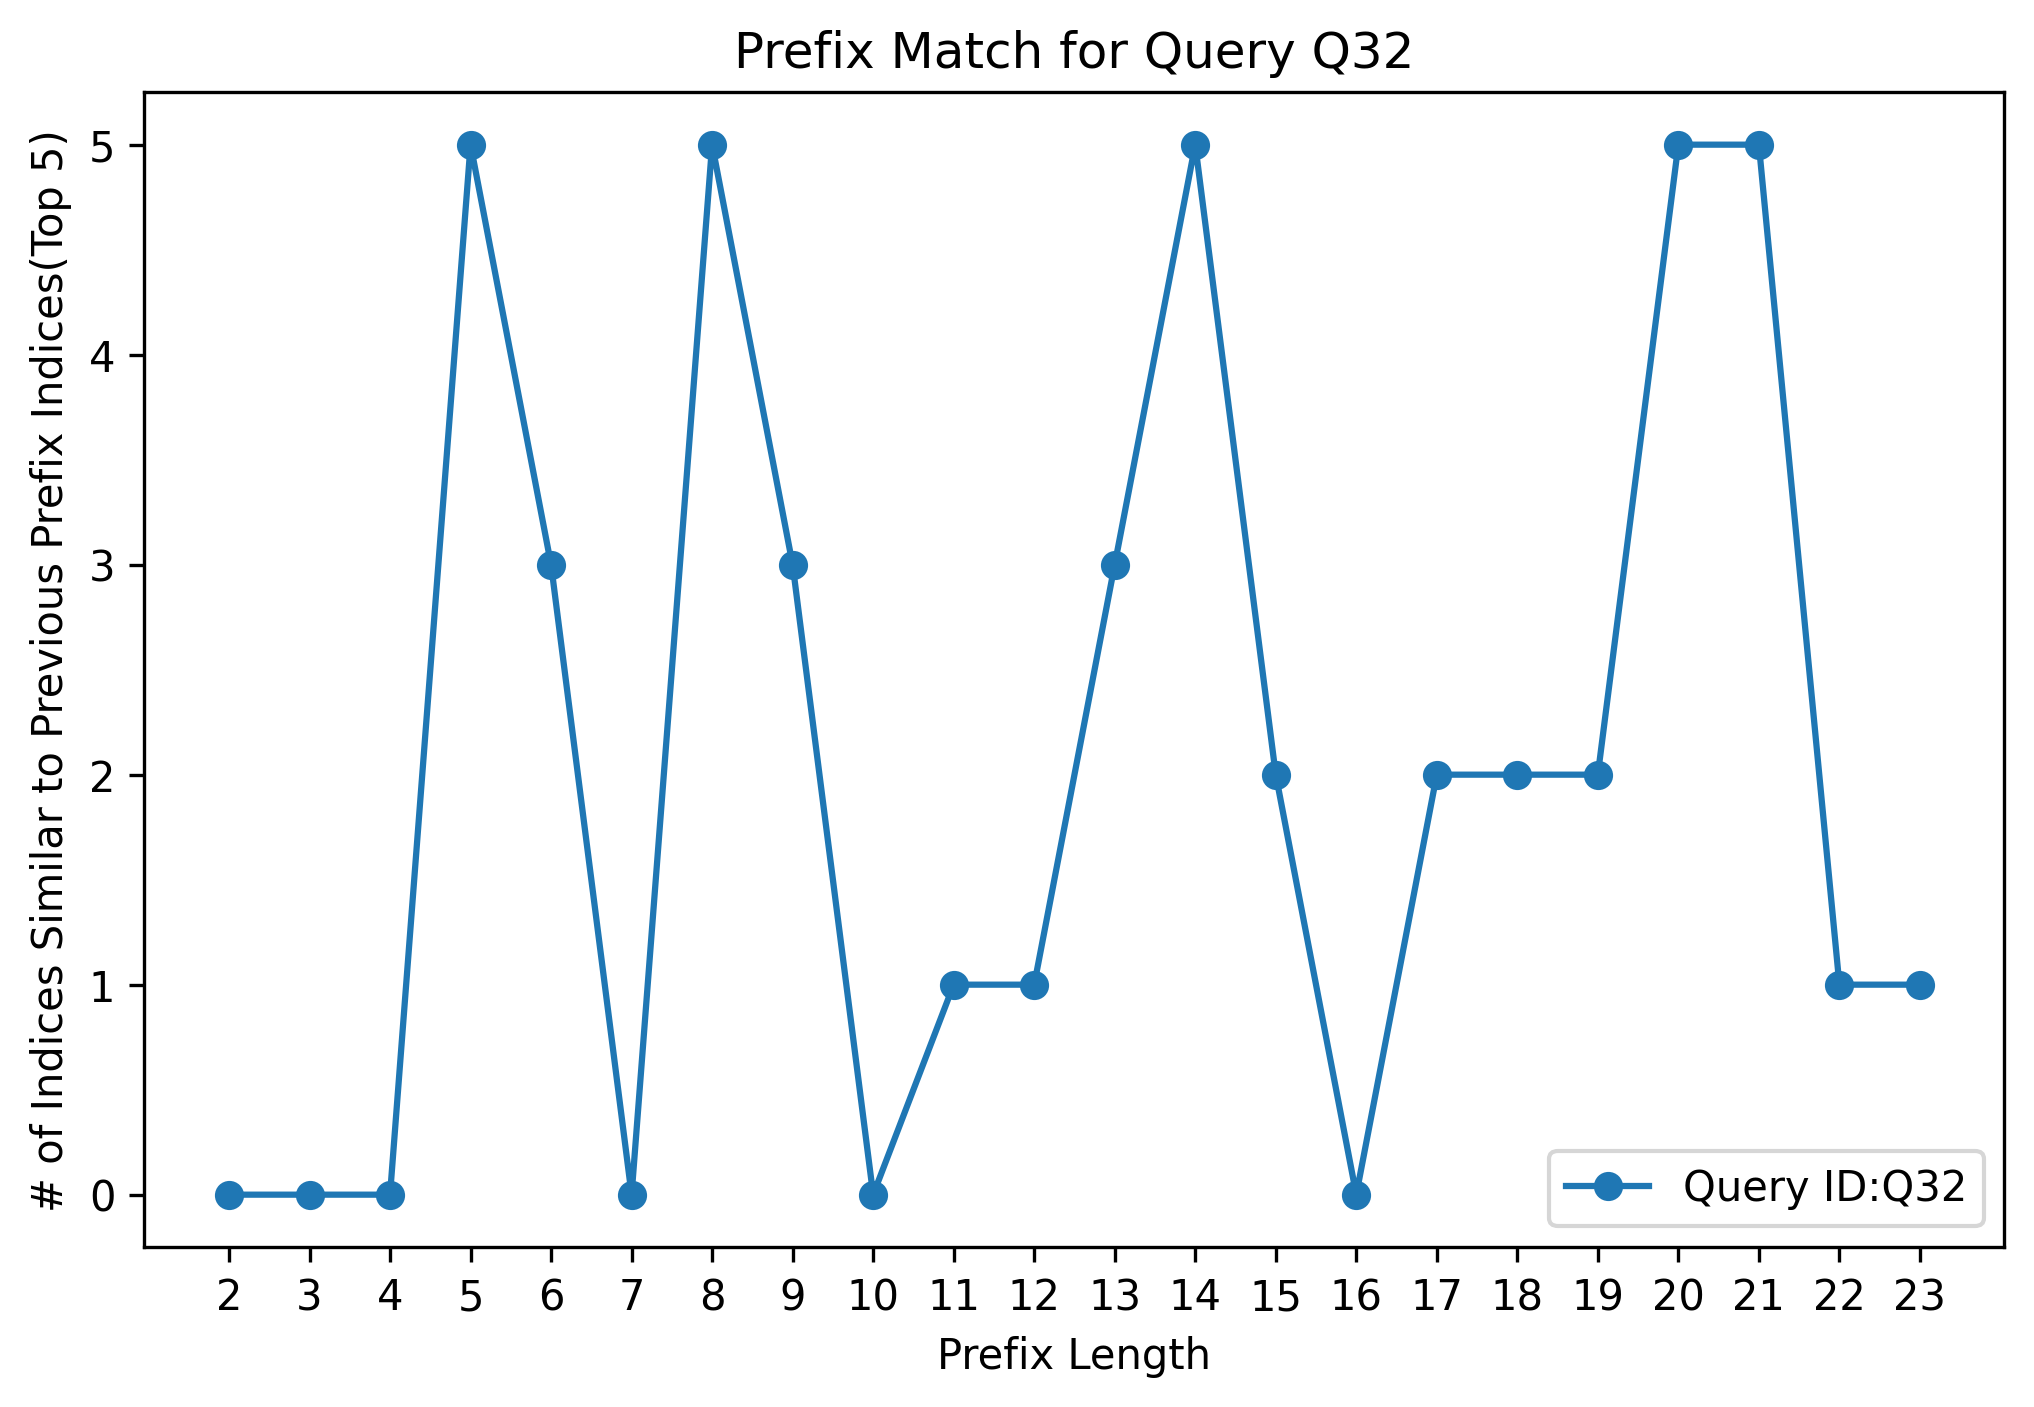 Prefix Match for Query Q32
# of Indices Similar to Previous Prefix Indices(Top 5)
5
4
3
2
1
0
Query ID:Q32
2 3 4 5 6 7 8 9 10 11 12 13 14 15 16 17 18 19 20 21 22 23
Prefix Length